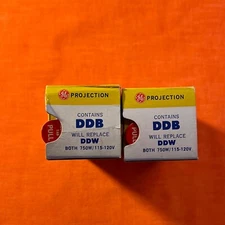 GE PROJECTION
CONTAINS
DDB
WILL REPLACE
DDW
BOTH 750W/115-120V
PULL
GE PROJECTION
CONTAINS
DDB
WILL REPLACE
DDW
BOTH 750W/115-120V
PULL